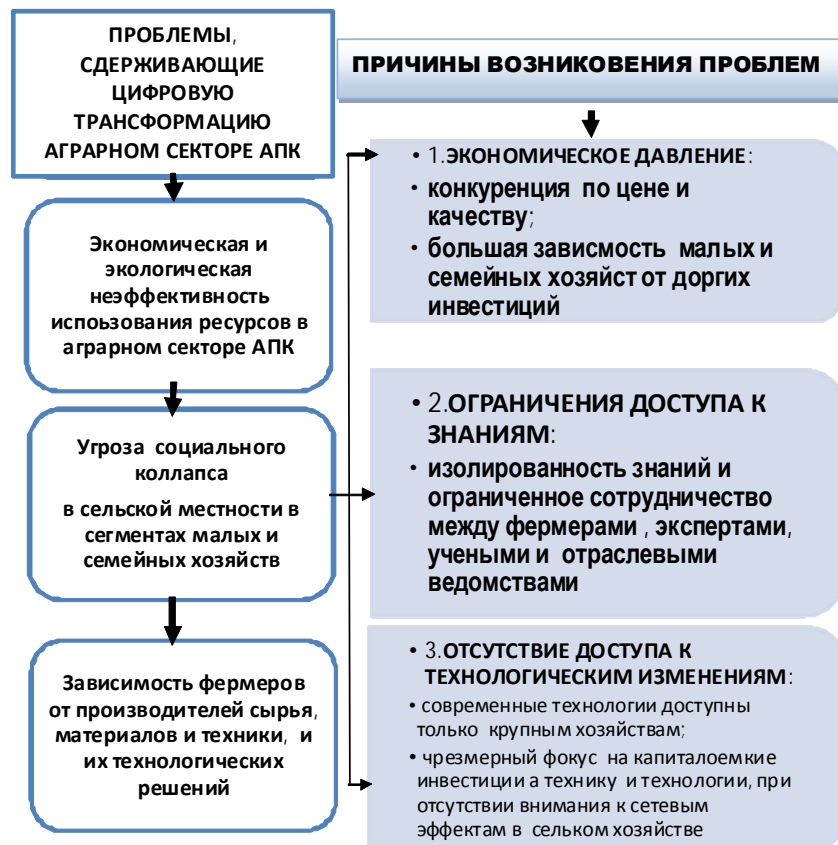 ПРОБЛЕМЫ,
СДЕРЖИВАЮЩИЕ
ЦИФРОВУЮ
ТРАНСФОРМАЦИЮ
АГРАРНОМ СЕКТОРЕ АПК
Экономическая и
экологическая
неэффективность
испоьзования ресурсов в
аграрном секторе АПК
Угроза социального
коллапса
в сельской местности в
сегментах малых и
семейных хозяйств
Зависимость фермеров
от производителей сырья,
материалов и техники, и
их технологических
решений
ПРИЧИНЫ ВОЗНИКОВЕНИЯ ПРОБЛЕМ
• 1.ЭКОНОМИЧЕСКОЕ ДАВЛЕНИЕ:
• конкуренция по цене и
качеству;
• большая зависмость малых и
семейных хозяйст от доргих
инвестиций
• 2.ОГРАНИЧЕНИЯ ДОСТУПА К
ЗНАНИЯМ:
• изолированность знаний и
ограниченное сотрудничество
между фермерами , экспертами,
учеными и отраслевыми
ведомствами
• 3.ОТСУТСТВИЕ ДОСТУПА К
ТЕХНОЛОГИЧЕСКИМ ИЗМЕНЕНИЯМ:
• современные технологии доступны
только крупным хозяйствам;
• чрезмерный фокус на капиталоемкие
инвестиции а технику и технологии, при
отсутствии внимания к сетевым
эффектам в сельком хозяйстве